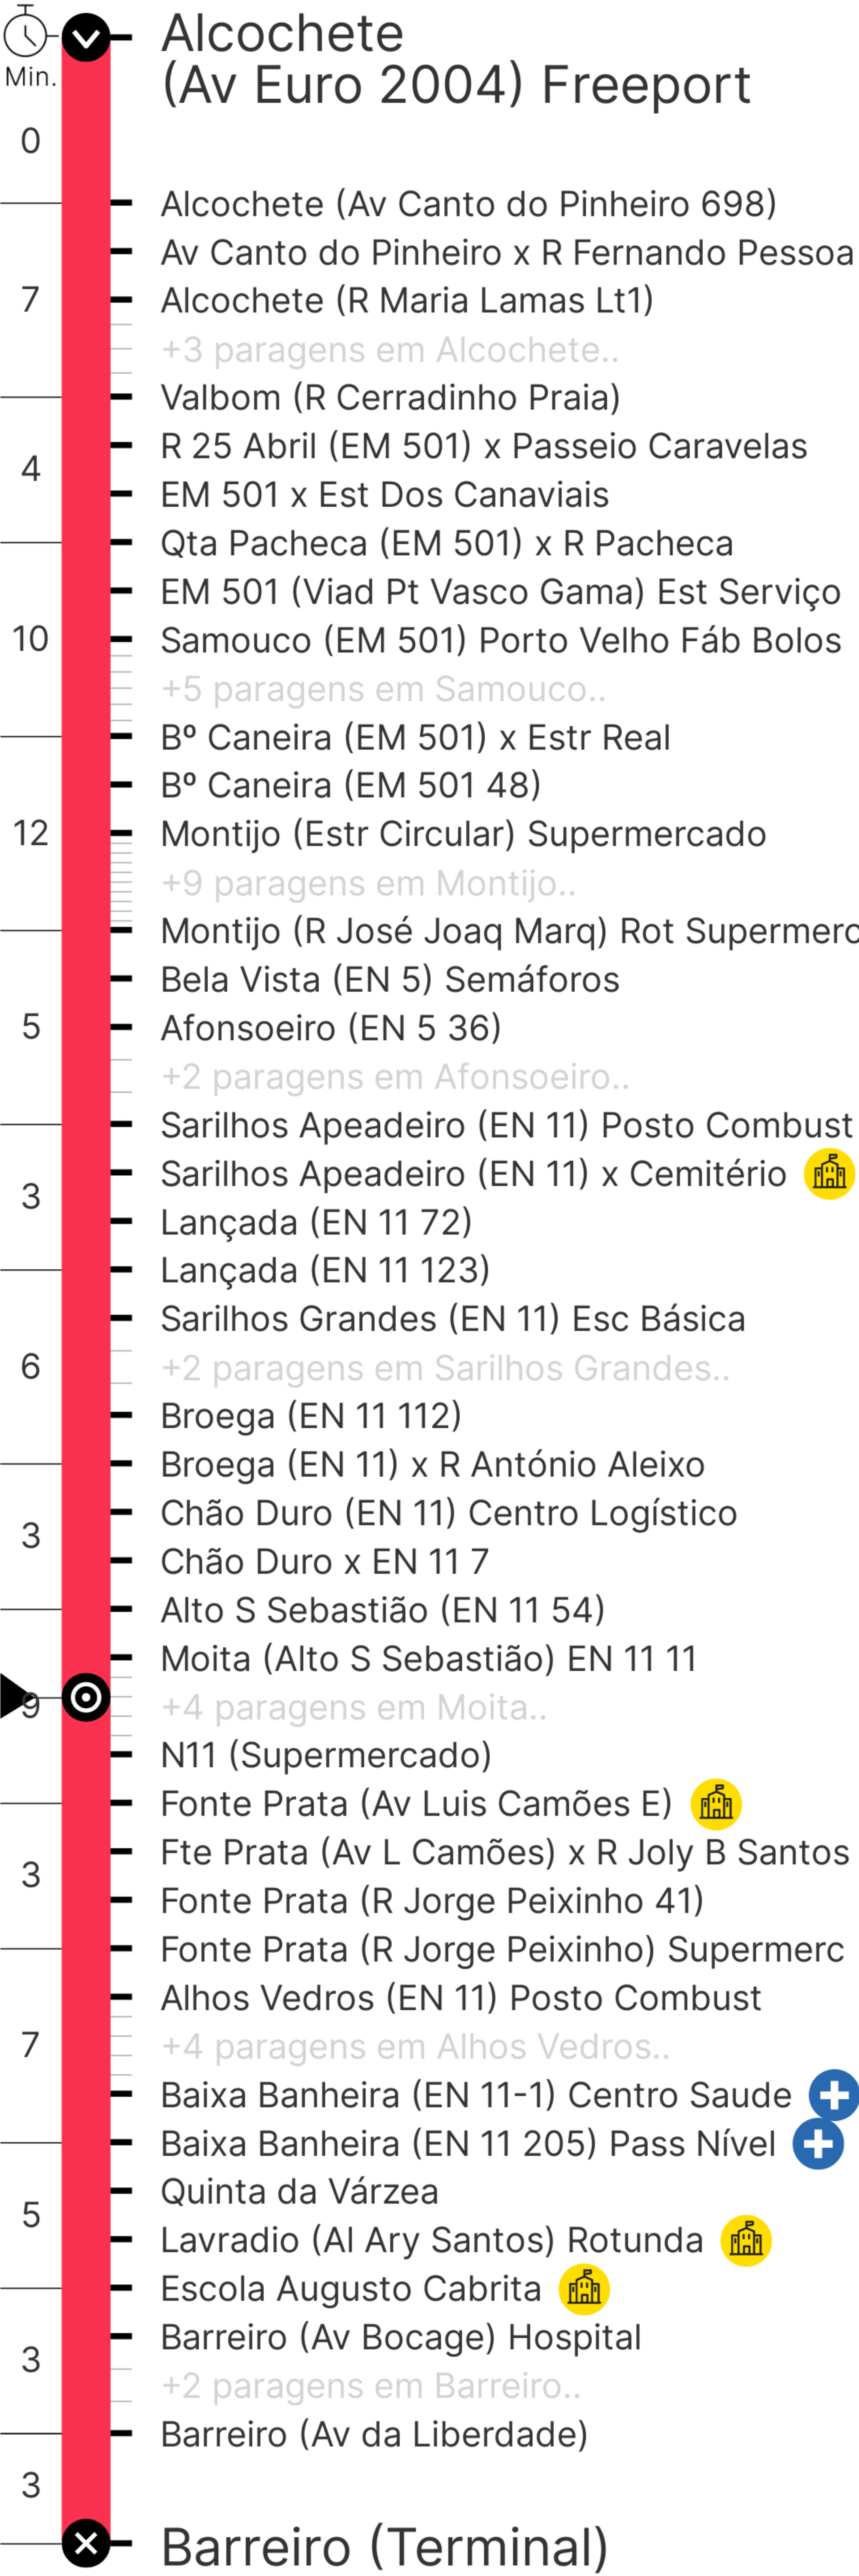 Alcochete
(Av Euro 2004) Freeport
Min.
0
Alcochete (Av Canto do Pinheiro 698)
Av Canto do Pinheiro x R Fernando Pessoa
7 Alcochete (R Maria Lamas Lt1)
+3 paragens em Alcochete..
Valbom (R Cerradinho Praia)
R 25 Abril (EM 501) x Passeio Caravelas
4
EM 501 x Est Dos Canaviais
Qta Pacheca (EM 501) x R Pacheca
EM 501 (Viad Pt Vasco Gama) Est Serviço
10 Samouco (EM 501) Porto Velho Fáb Bolos
+5 paragens em Samouco..
Bº Caneira (EM 501) x Estr Real
Bº Caneira (EM 501 48)
12 Montijo (Estr Circular) Supermercado
+9 paragens em Montijo..
Montijo (R José Joaq Marq) Rot Supermerc
Bela Vista (EN 5) Semáforos
5 Afonsoeiro (EN 5 36)
+2 paragens em Afonsoeiro..
Sarilhos Apeadeiro (EN 11) Posto Combust
Sarilhos Apeadeiro (EN 11) x Cemitério
3
Lançada (EN 11 72)
Lançada (EN 11 123)
Sarilhos Grandes (EN 11) Esc Básica
6 +2 paragens em Sarilhos Grandes..
Broega (EN 11 112)
Broega (EN 11) x R António Aleixo
Chão Duro (EN 11) Centro Logístico
3
Chão Duro x EN 11 7
Alto S Sebastião (EN 11 54)
Moita (Alto S Sebastião) EN 11 11
9 +4 paragens em Moita..
N11 (Supermercado)
Fonte Prata (Av Luis Camões E)
Fte Prata (Av L Camões) x R Joly B Santos
3
Fonte Prata (R Jorge Peixinho 41)
Fonte Prata (R Jorge Peixinho) Supermerc
Alhos Vedros (EN 11) Posto Combust
7 +4 paragens em Alhos Vedros..
Baixa Banheira (EN 11-1) Centro Saude
Baixa Banheira (EN 11 205) Pass Nível
Quinta da Várzea
5
Lavradio (Al Ary Santos) Rotunda
Escola Augusto Cabrita
Barreiro (Av Bocage) Hospital
3
+2 paragens em Barreiro..
Barreiro (Av da Liberdade)
3
Barreiro (Terminal)